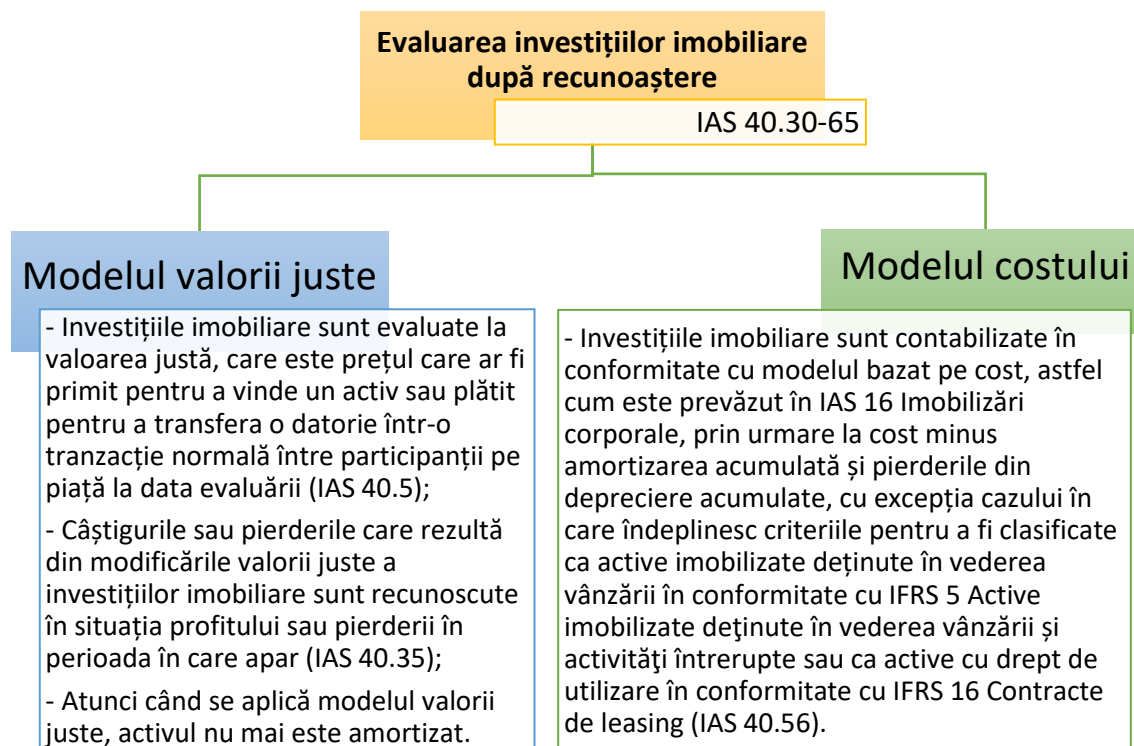 Evaluarea investițiilor imobiliare
după recunoaștere
IAS 40.30-65
Modelul valorii juste
- Investițiile imobiliare sunt evaluate la
valoarea justă, care este prețul care ar fi
primit pentru a vinde un activ sau plătit
pentru a transfera o datorie într-o
tranzacție normală între participanții pe
piață la data evaluării (IAS 40.5);
- Câștigurile sau pierderile care rezultă
din modificările valorii juste a
investițiilor imobiliare sunt recunoscute
în situația profitului sau pierderii în
perioada în care apar (IAS 40.35);
- Atunci când se aplică modelul valorii
juste, activul nu mai este amortizat.
Modelul costului
- Investițiile imobiliare sunt contabilizate în
conformitate cu modelul bazat pe cost, astfel
cum este prevăzut în IAS 16 Imobilizări
corporale, prin urmare la cost minus
amortizarea acumulată și pierderile din
depreciere acumulate, cu excepția cazului în
care îndeplinesc criteriile pentru a fi clasificate
ca active imobilizate deținute în vederea
vânzării în conformitate cu IFRS 5 Active
imobilizate deţinute în vederea vânzării și
activităţi întrerupte sau ca active cu drept de
utilizare în conformitate cu IFRS 16 Contracte
de leasing (IAS 40.56).